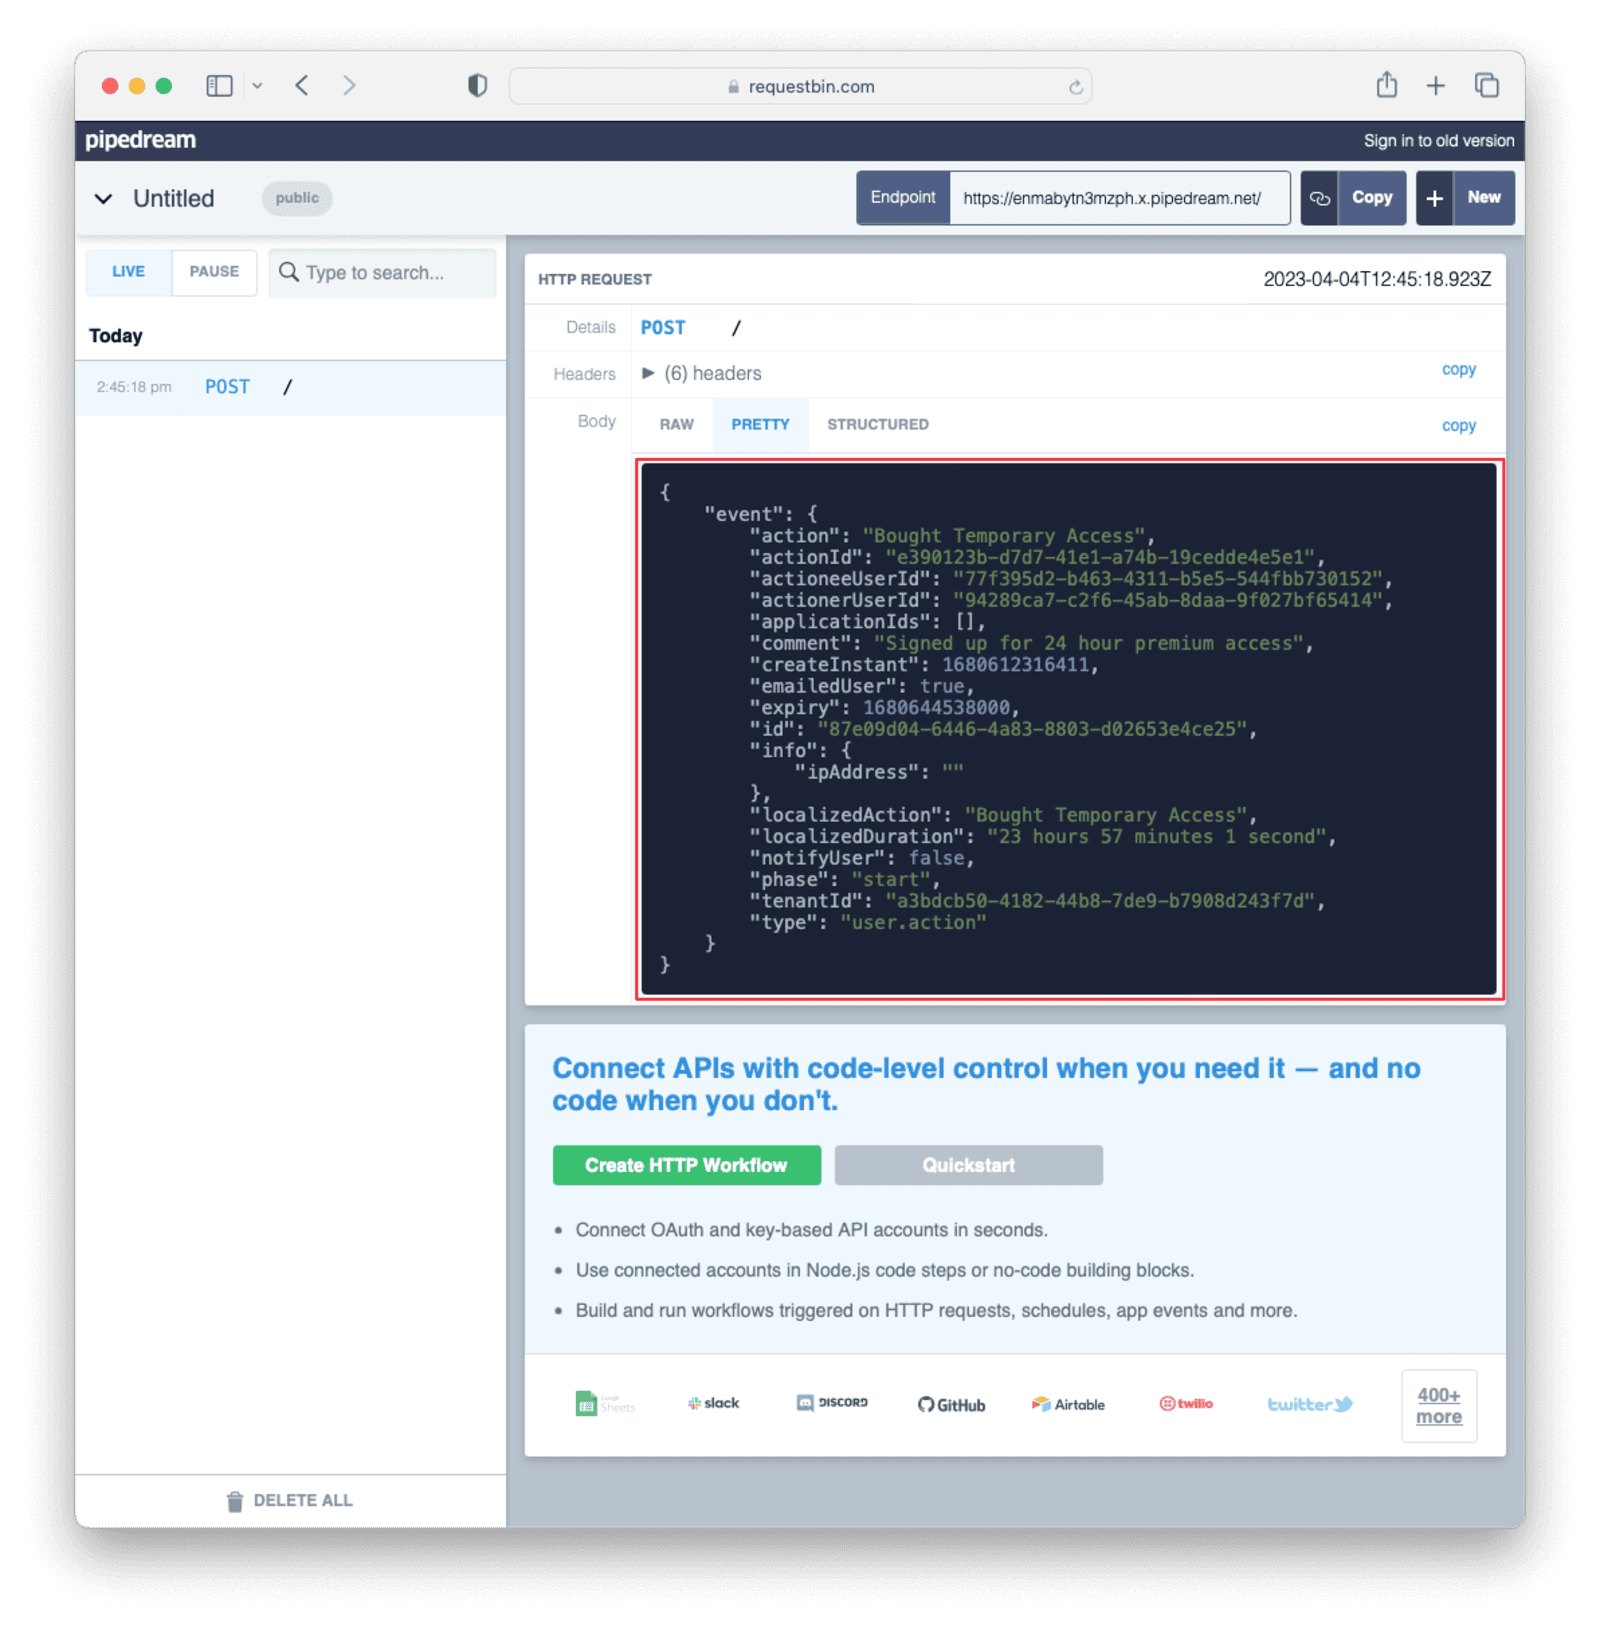 requestbin.com
pipedream
Sign in to old version
Untitled
public
Endpoint
https://enmabytn3mzph.x.pipedream.net/
Copy
New
LIVE
PAUSE
Type to search...
Today
2:45:18 pm POST /
HTTP REQUEST
2023-04-04T12:45:18.923Z
Details
POST /
Headers
(6) headers
copy
Body
RAW
PRETTY
STRUCTURED
copy
{
"event": {
"action": "Bought Temporary Access",
"actionId": "e390123b-d7d7-41e1-a74b-19cedde4e5e1",
"actioneeUserId": "77f395d2-b463-4311-b5e5-544fbb730152",
"actionerUserId": "94289ca7-c2f6-45ab-8daa-9f027bf65414",
"applicationIds": [],
"comment": "Signed up for 24 hour premium access",
"createInstant": 1680612316411,
"emailedUser": true,
"expiry": 1680644538000,
"id": "87e09d04-6446-4a83-8803-d02653e4ce25",
"info": {
"ipAddress": ""
},
"localizedAction": "Bought Temporary Access",
"localizedDuration": "23 hours 57 minutes 1 second",
"notifyUser": false,
"phase": "start",
"tenantId": "a3bdcb50-4182-44b8-7de9-b7908d243f7d",
"type": "user.action"
}
}
Connect APIs with code-level control when you need it — and no
code when you don't.
Create HTTP Workflow
Quickstart
• Connect OAuth and key-based API accounts in seconds.
• Use connected accounts in Node.js code steps or no-code building blocks.
• Build and run workflows triggered on HTTP requests, schedules, app events and more.
Google
Sheets
slack
DISCORD
GitHub
Airtable
twilio
twitter
400+
more
DELETE ALL